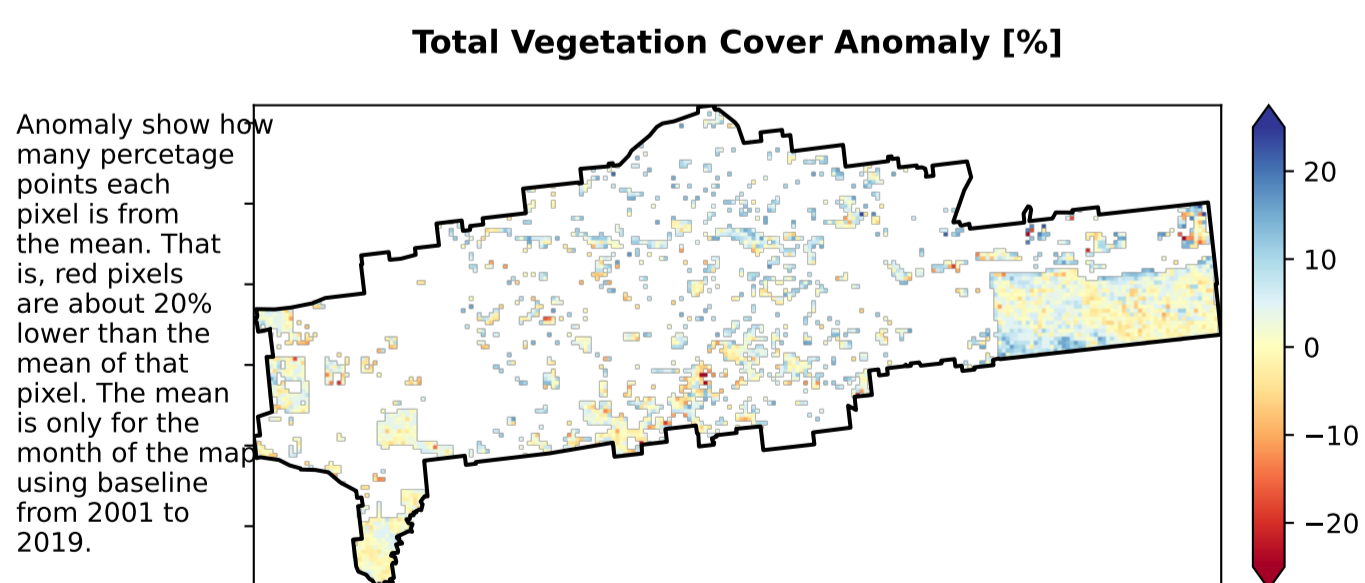 Total Vegetation Cover Anomaly [%]
Anomaly show how
many percetage
points each
pixel is from
the mean. That
is, red pixels
are about 20%
lower than the
mean of that
pixel. The mean
is only for the
month of the map
using baseline
from 2001 to
2019.
20
10
0
−10
−20